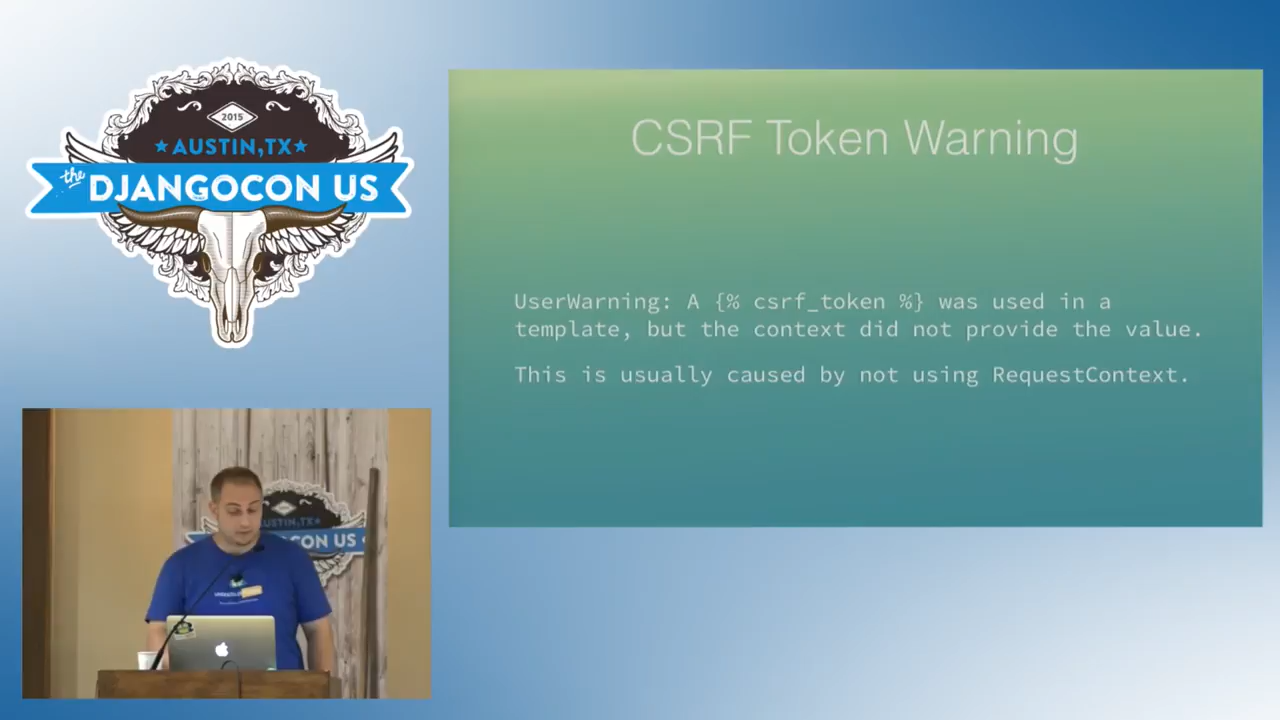 2015
AUSTIN, TX
the DJANGOCON US
CSRF Token Warning
UserWarning: A {% csrf_token %} was used in a
template, but the context did not provide the value.
This is usually caused by not using RequestContext.
AUSTIN, TX
CON US